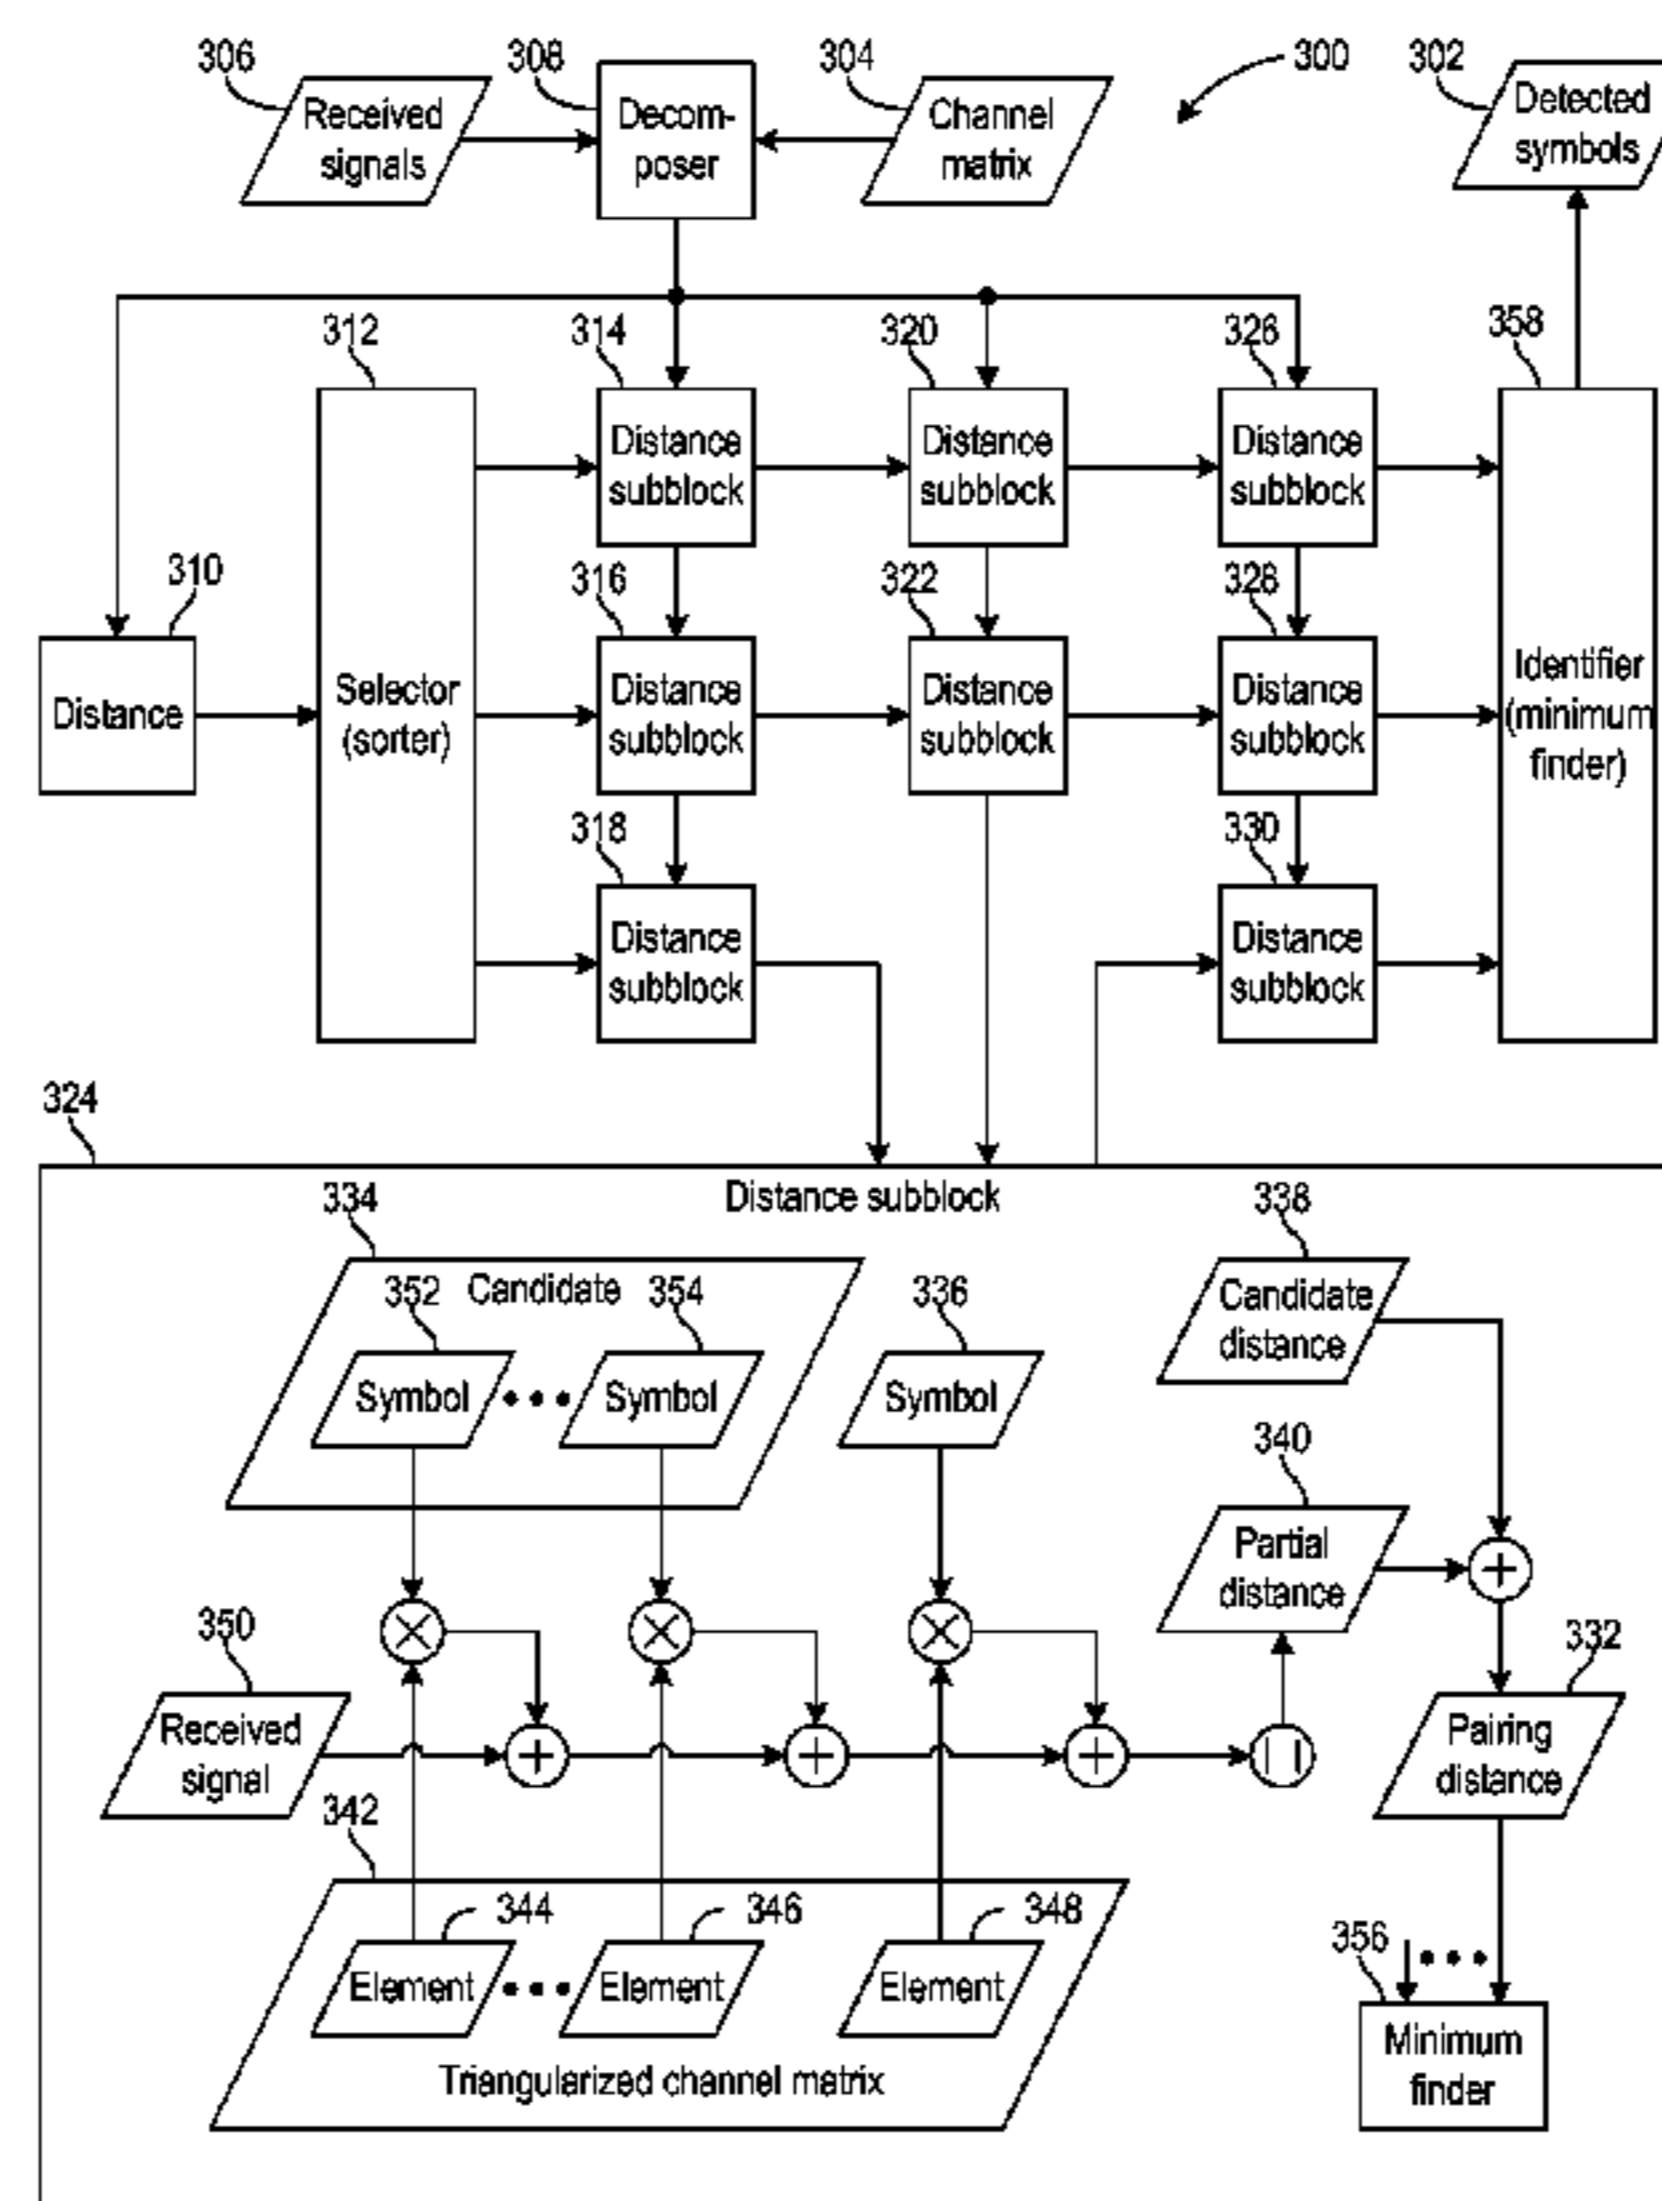 306
308
304
300
302
Received
signals
Decom-
poser
Channel
matrix
Detected
symbols
312
314
320
326
358
Distance
subblock
Distance
subblock
Distance
subblock
310
316
322
328
Distance
Selector
(sorter)
Distance
subblock
Distance
subblock
Distance
subblock
Identifier
(minimum
finder)
318
330
Distance
subblock
Distance
subblock
324
Distance subblock
334
338
352
Candidate
354
336
Candidate
distance
Symbol
•••
Symbol
Symbol
340
Partial
distance
+
×
×
×
350
332
Received
signal
+
+
+
| |
Pairing
distance
342
344
346
348
356
•••
Element
•••
Element
Element
Minimum
finder
Triangularized channel matrix